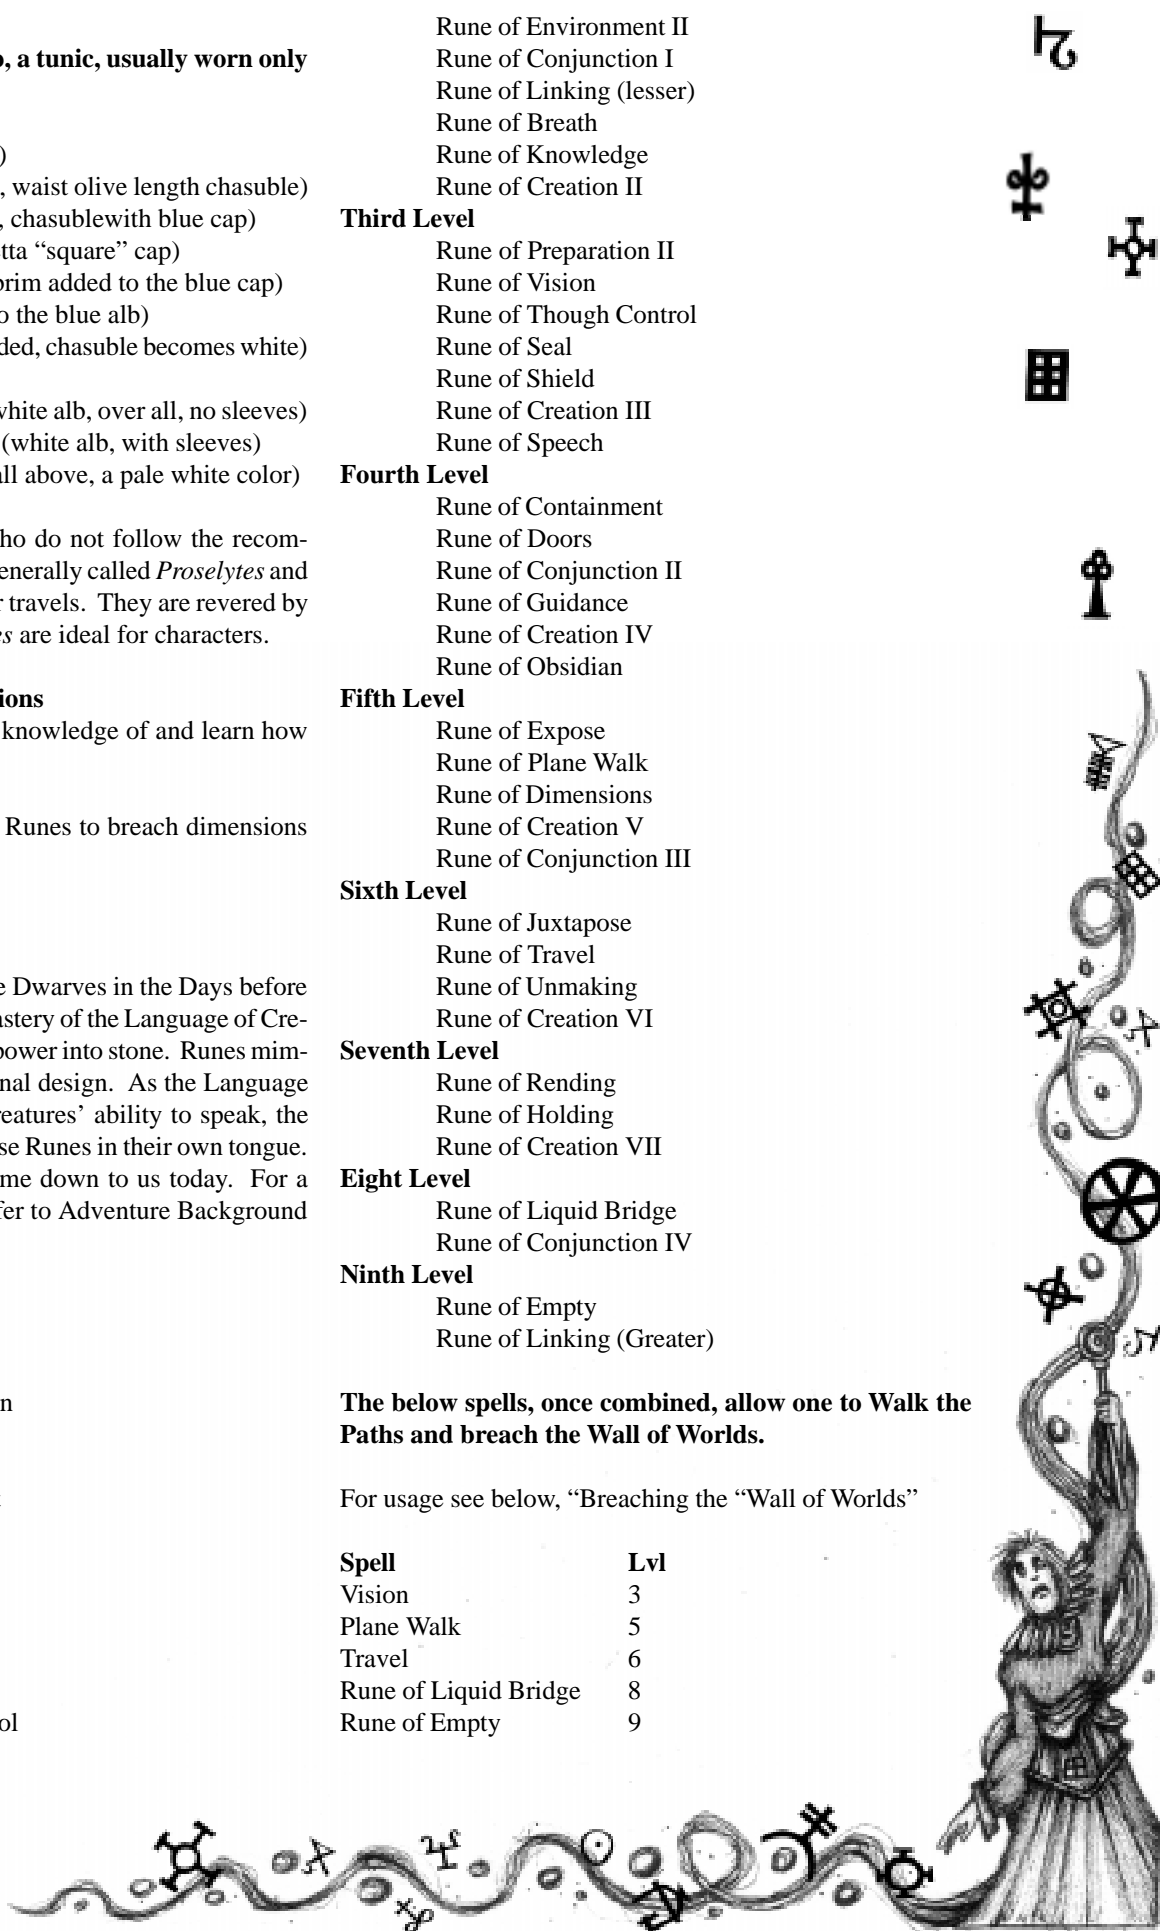 , a tunic, usually worn only
)
, waist olive length chasuble)
, chasublewith blue cap)
tta “square” cap)
brim added to the blue cap)
o the blue alb)
ded, chasuble becomes white)
white alb, over all, no sleeves)
(white alb, with sleeves)
all above, a pale white color)
ho do not follow the recom-
enerally called Proselytes and
r travels. They are revered by
es are ideal for characters.
ions
knowledge of and learn how
Runes to breach dimensions
e Dwarves in the Days before
astery of the Language of Cre-
power into stone. Runes mim-
nal design. As the Language
reatures’ ability to speak, the
se Runes in their own tongue.
me down to us today. For a
fer to Adventure Background
n
ol
Rune of Environment II
Rune of Conjunction I
Rune of Linking (lesser)
Rune of Breath
Rune of Knowledge
Rune of Creation II
Third Level
Rune of Preparation II
Rune of Vision
Rune of Though Control
Rune of Seal
Rune of Shield
Rune of Creation III
Rune of Speech
Fourth Level
Rune of Containment
Rune of Doors
Rune of Conjunction II
Rune of Guidance
Rune of Creation IV
Rune of Obsidian
Fifth Level
Rune of Expose
Rune of Plane Walk
Rune of Dimensions
Rune of Creation V
Rune of Conjunction III
Sixth Level
Rune of Juxtapose
Rune of Travel
Rune of Unmaking
Rune of Creation VI
Seventh Level
Rune of Rending
Rune of Holding
Rune of Creation VII
Eight Level
Rune of Liquid Bridge
Rune of Conjunction IV
Ninth Level
Rune of Empty
Rune of Linking (Greater)
The below spells, once combined, allow one to Walk the
Paths and breach the Wall of Worlds.
For usage see below, “Breaching the “Wall of Worlds”
Spell Lvl
Vision 3
Plane Walk 5
Travel 6
Rune of Liquid Bridge 8
Rune of Empty 9